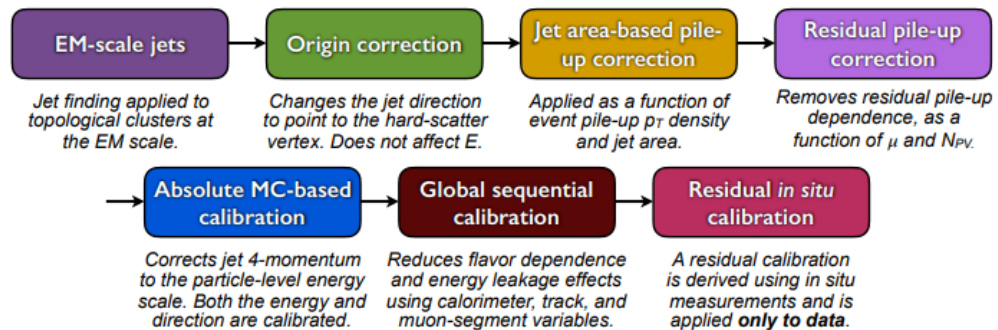 EM-scale jets
Origin correction
Jet area-based pile-
up correction
Residual pile-up
correction
Jet finding applied to
topological clusters at
the EM scale.
Changes the jet direction
to point to the hard-scatter
vertex. Does not affect E.
Applied as a function of
event pile-up pT density
and jet area.
Removes residual pile-up
dependence, as a
function of μ and NPV.
Absolute MC-based
calibration
Global sequential
calibration
Residual in situ
calibration
Corrects jet 4-momentum
to the particle-level energy
scale. Both the energy and
direction are calibrated.
Reduces flavor dependence
and energy leakage effects
using calorimeter, track, and
muon-segment variables.
A residual calibration
is derived using in situ
measurements and is
applied only to data.